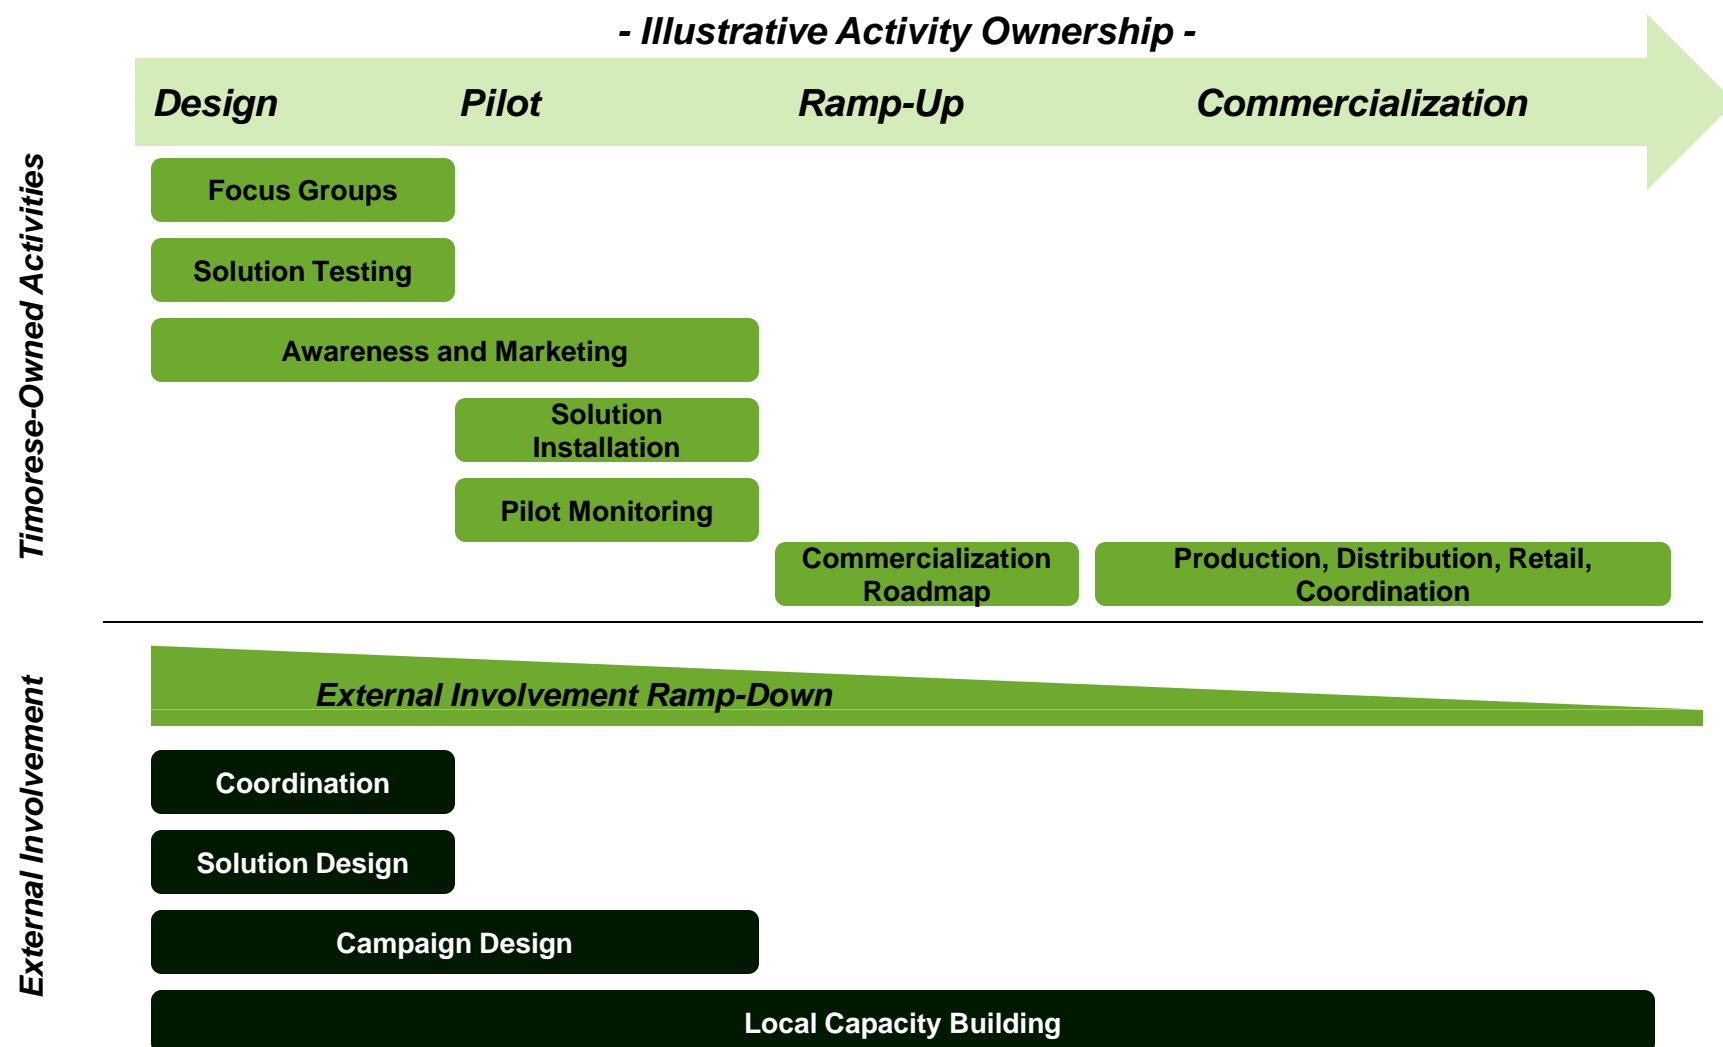 - Illustrative Activity Ownership -
Design
Pilot
Ramp-Up
Commercialization
Timorese-Owned Activities
Focus Groups
Solution Testing
Awareness and Marketing
Solution
Installation
Pilot Monitoring
Commercialization
Roadmap
Production, Distribution, Retail,
Coordination
External Involvement
External Involvement Ramp-Down
Coordination
Solution Design
Campaign Design
Local Capacity Building